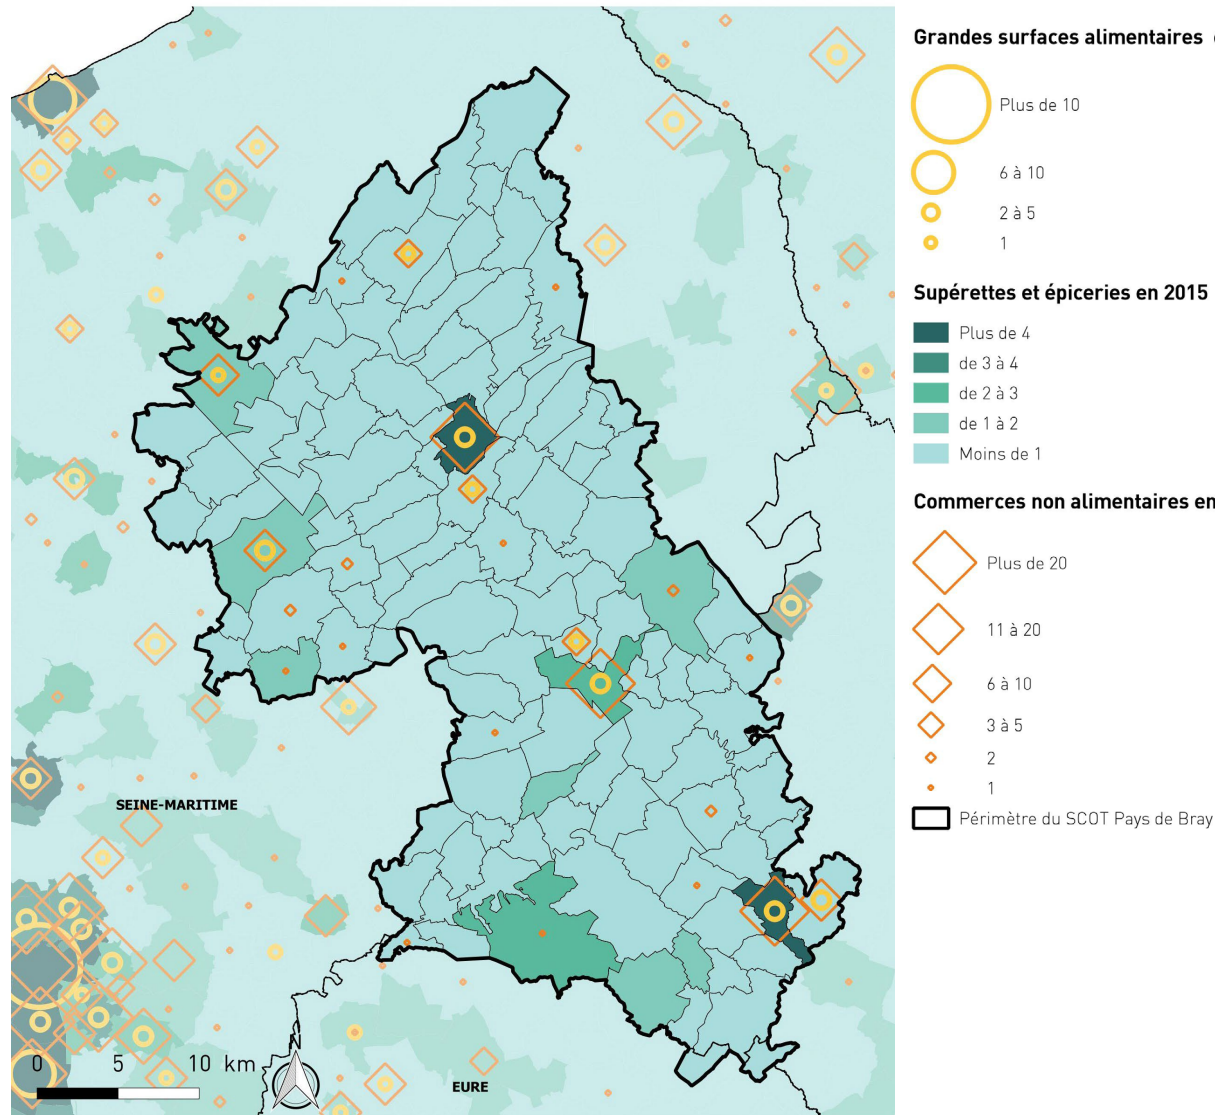 Grandes surfaces alimentaires
Plus de 10
6 à 10
2 à 5
1
Supérettes et épiceries en 2015
Plus de 4
de 3 à 4
de 2 à 3
de 1 à 2
Moins de 1
Commerces non alimentaires en
Plus de 20
11 à 20
6 à 10
3 à 5
2
1
Périmètre du SCOT Pays de Bray
SEINE-MARITIME
EURE
N
0 5 10 km